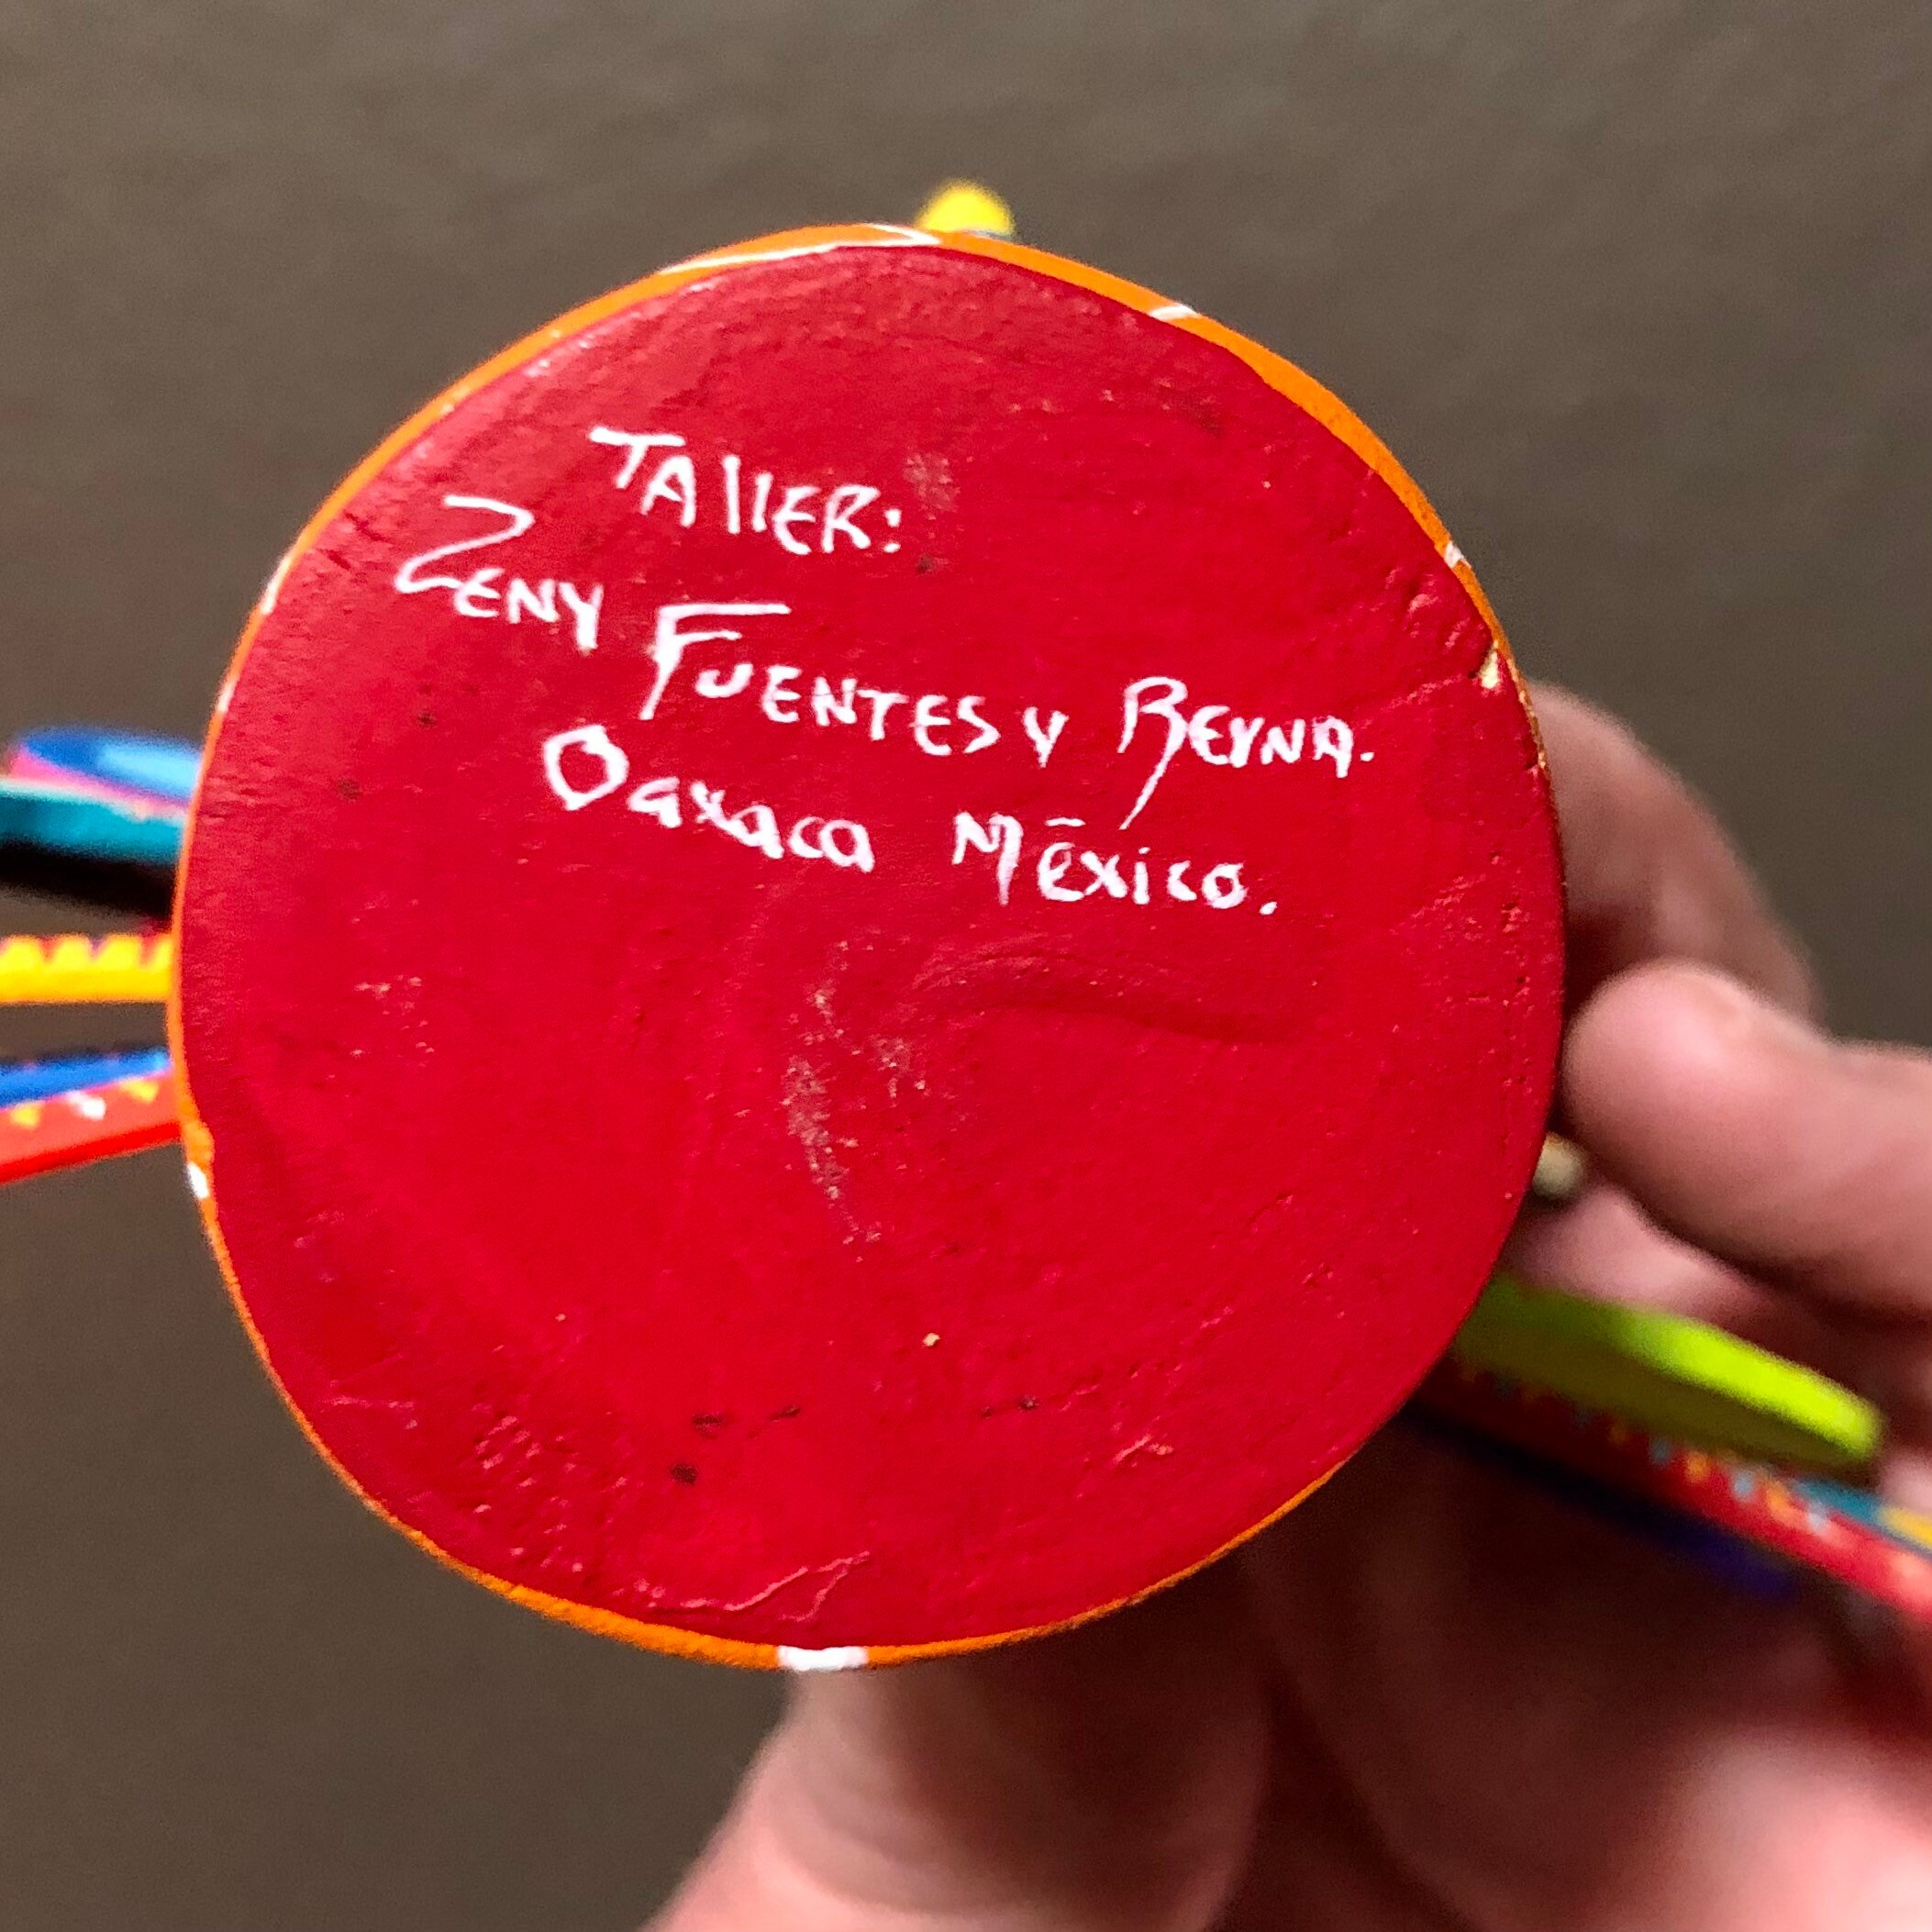 TAllER:
ZENY FUENTES y REYNA.
Oaxaca México.